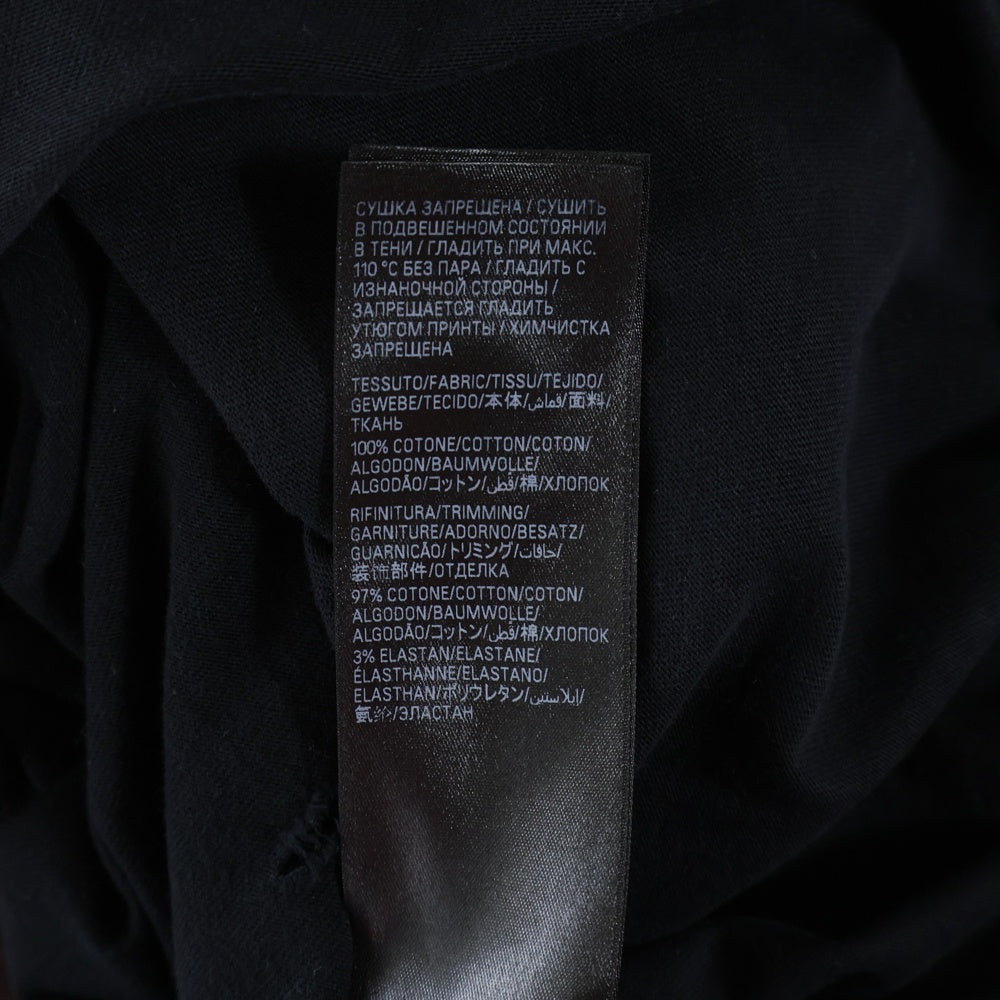 СУШКА ЗАПРЕЩЕНА / СУШИТЬ
В ПОДВЕШЕННОМ СОСТОЯНИИ
В ТЕНИ / ГЛАДИТЬ ПРИ МАКС.
110 °C БЕЗ ПАРА / ГЛАДИТЬ С
ИЗНАНОЧНОЙ СТОРОНЫ /
ЗАПРЕЩАЕТСЯ ГЛАДИТЬ
УТЮГОМ ПРИНТЫ / ХИМЧИСТКА
ЗАПРЕЩЕНА
TESSUTO/FABRIC/TISSU/TEJIDO/
GEWEBE/TECIDO/本体/قماش/面料/
ТКАНЬ
100% COTONE/COTTON/COTON/
ALGODON/BAUMWOLLE/
ALGODÃO/コットン/قطن/棉/ХЛОПОК
RIFINITURA/TRIMMING/
GARNITURE/ADORNO/BESATZ/
GUARNIÇÃO/トリミング/حافات/
装饰部件/ОТДЕЛКА
97% COTONE/COTTON/COTON/
ALGODON/BAUMWOLLE/
ALGODÃO/コットン/قطن/棉/ХЛОПОК
3% ELASTAN/ELASTANE/
ÉLASTHANNE/ELASTANO/
ELASTHAN/ポリウレタン/إيلاستين/
氨纶/ЭЛАСТАН